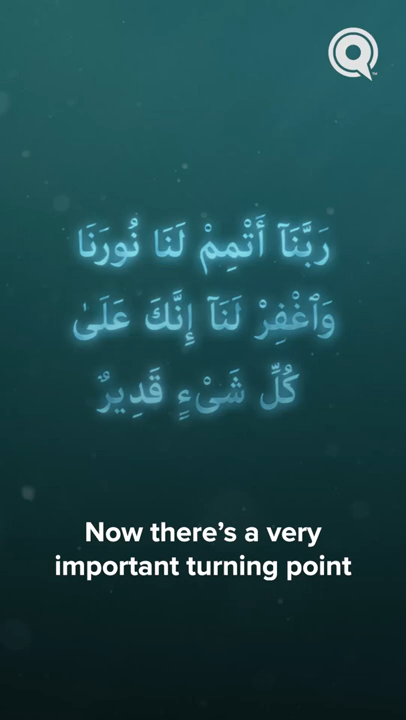 رَبَّنَآ أَتْمِمْ لَنَا نُورَنَا
وَٱغْفِرْ لَنَآ إِنَّكَ عَلَىٰ
كُلِّ شَىْءٍ قَدِيرٌ
Now there’s a very
important turning point